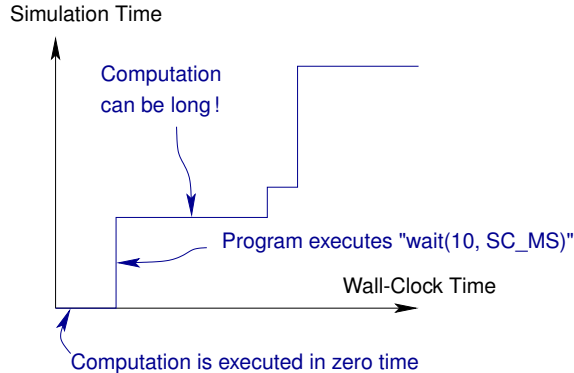 Simulation Time
Computation
can be long !
Program executes "wait(10, SC_MS)"
Wall-Clock Time
Computation is executed in zero time